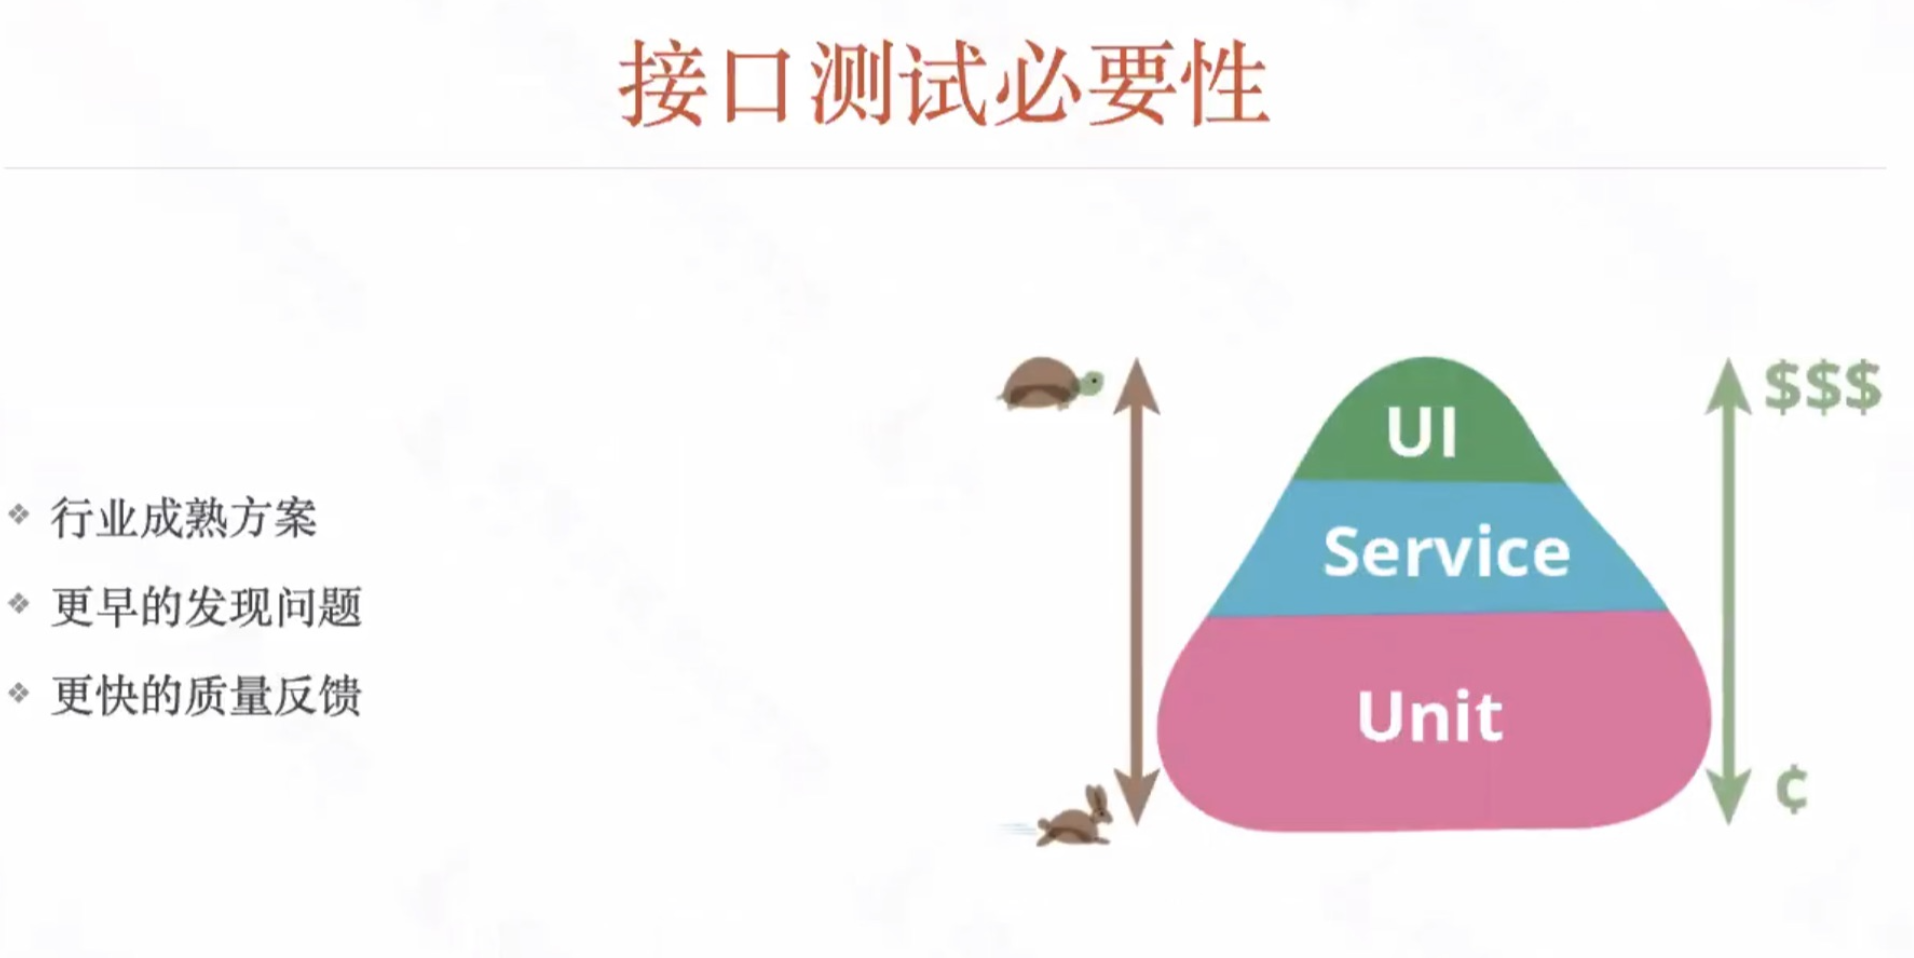 接口测试必要性
行业成熟方案
更早的发现问题
更快的质量反馈
$$$
UI
Service
Unit
¢